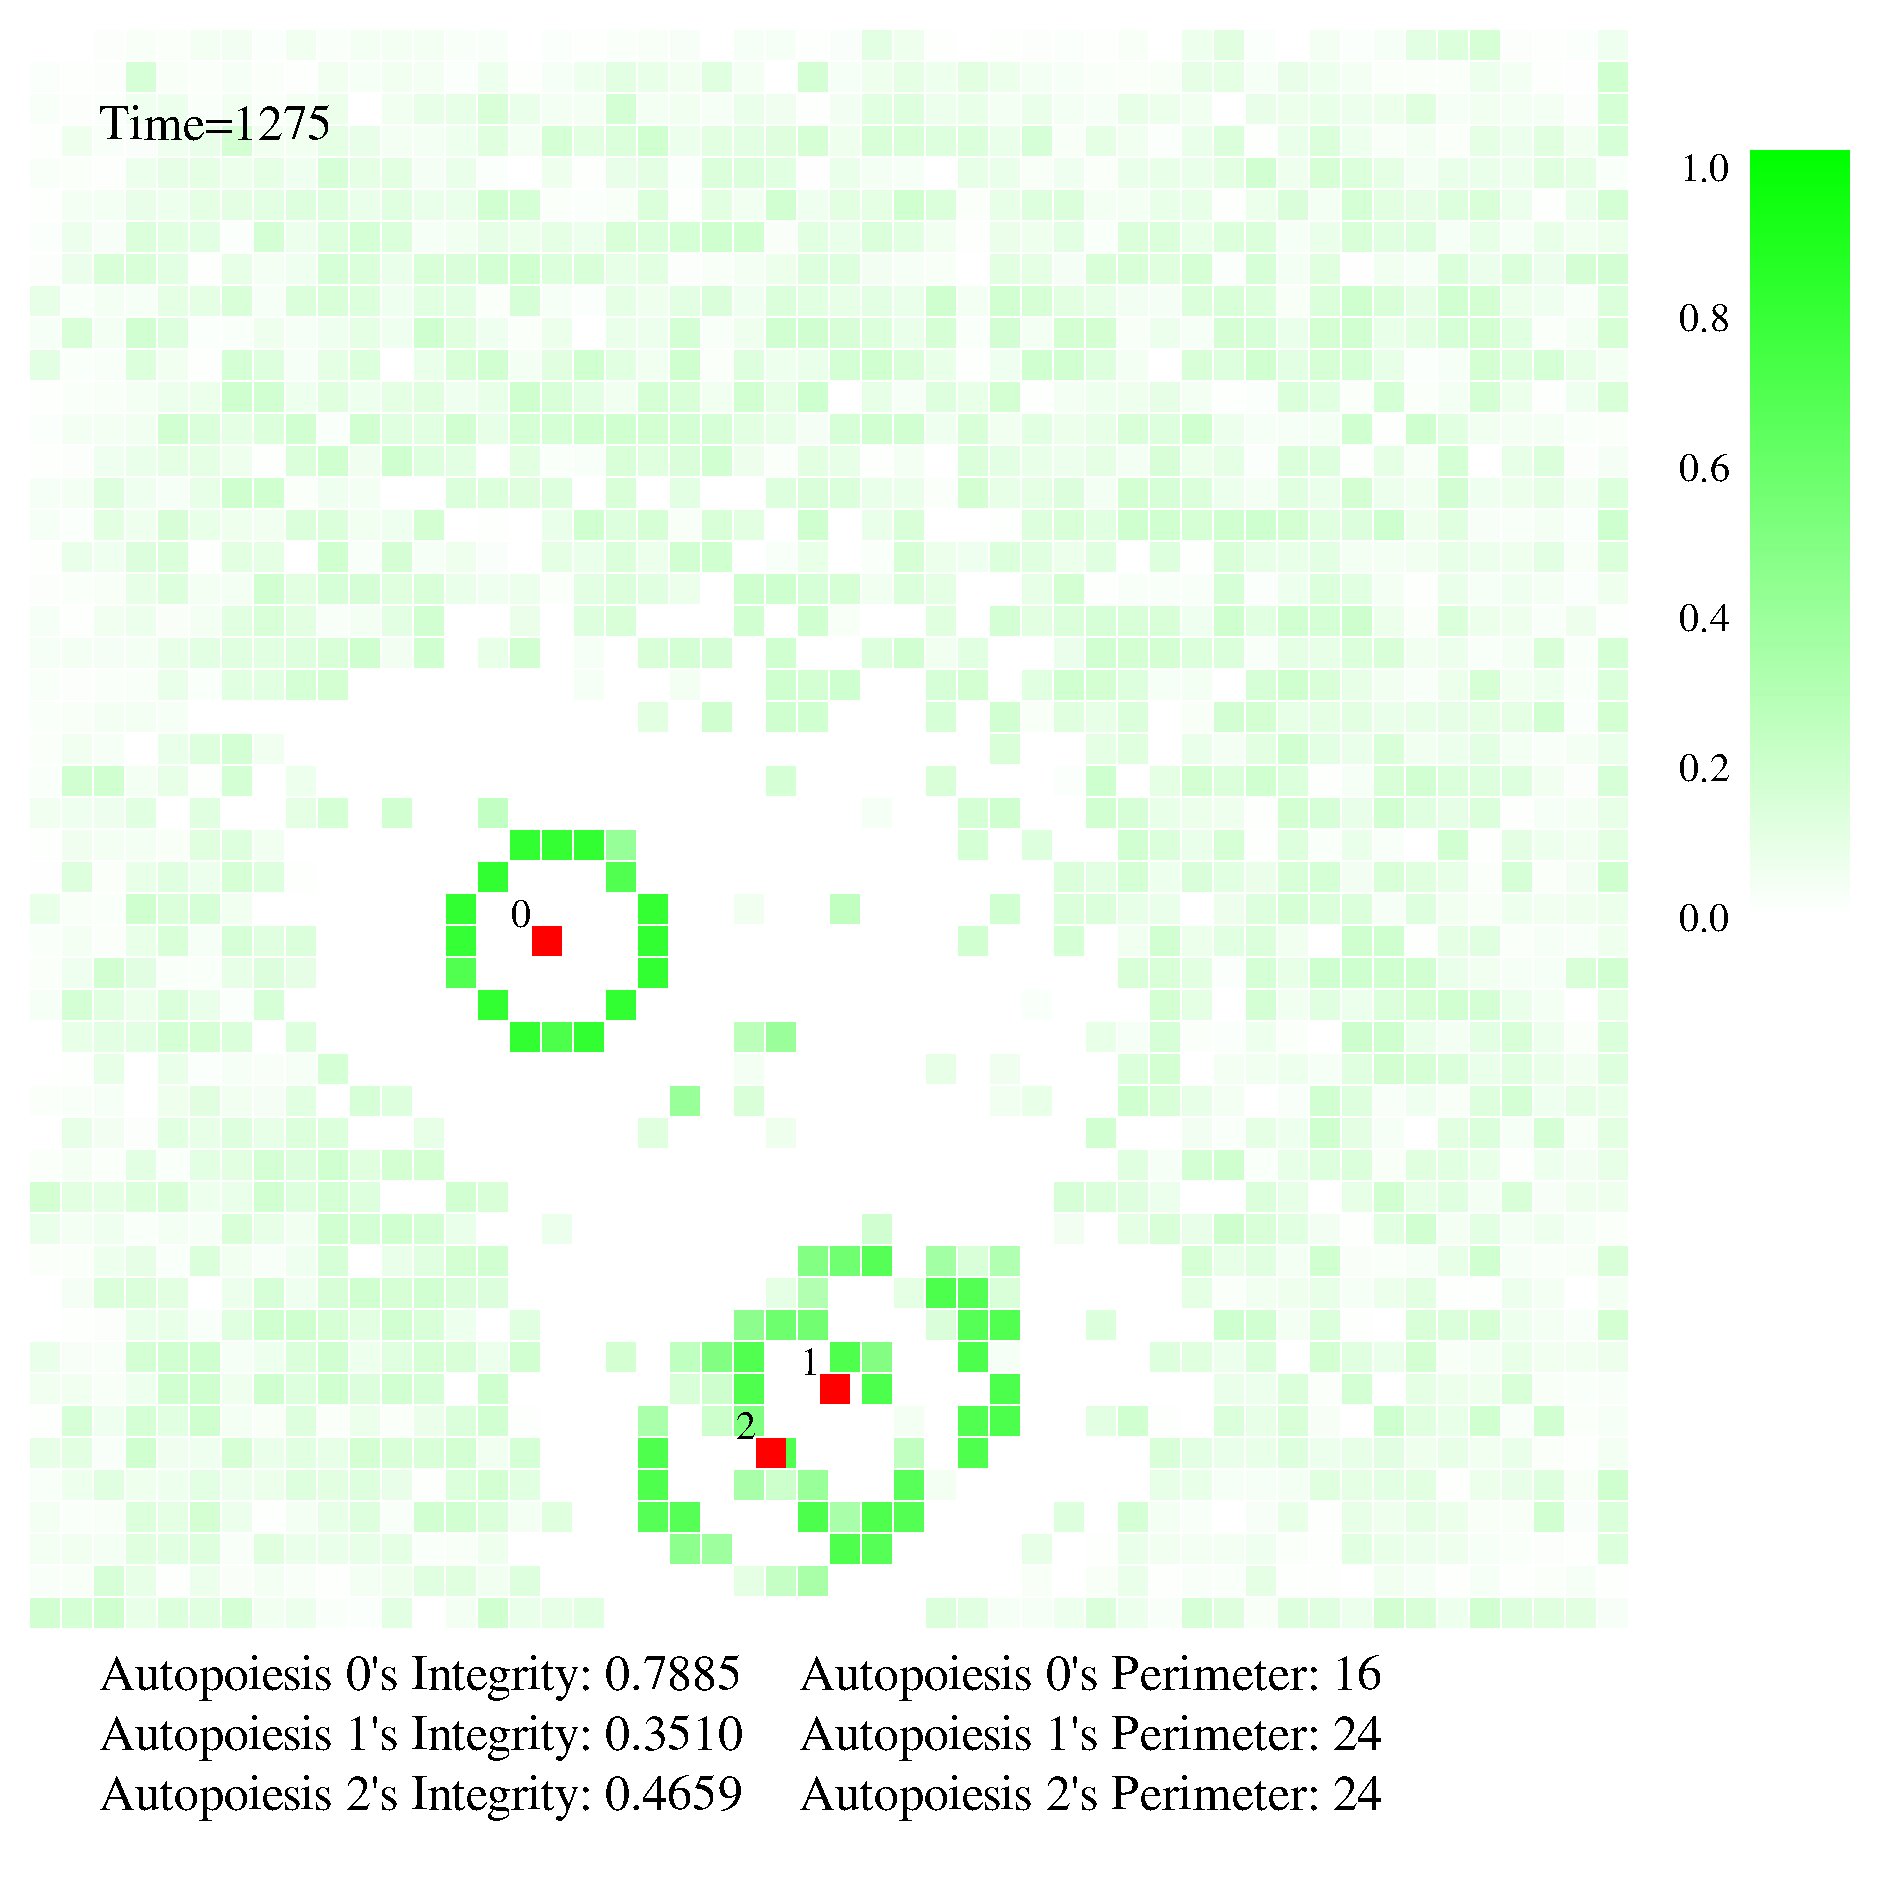 Time=1275
1.0
0.8
0.6
0.4
0.2
0.0
0
1
2
Autopoiesis 0's Integrity: 0.7885 Autopoiesis 0's Perimeter: 16
Autopoiesis 1's Integrity: 0.3510 Autopoiesis 1's Perimeter: 24
Autopoiesis 2's Integrity: 0.4659 Autopoiesis 2's Perimeter: 24